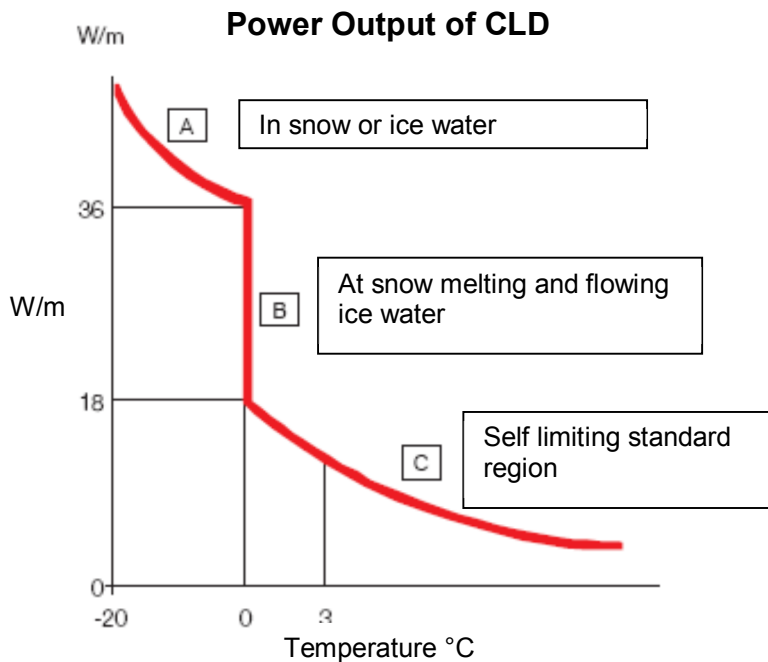 Power Output of CLD
W/m
A
In snow or ice water
36
W/m
B
At snow melting and flowing
ice water
18
C
Self limiting standard
region
0
-20
0
3
Temperature °C